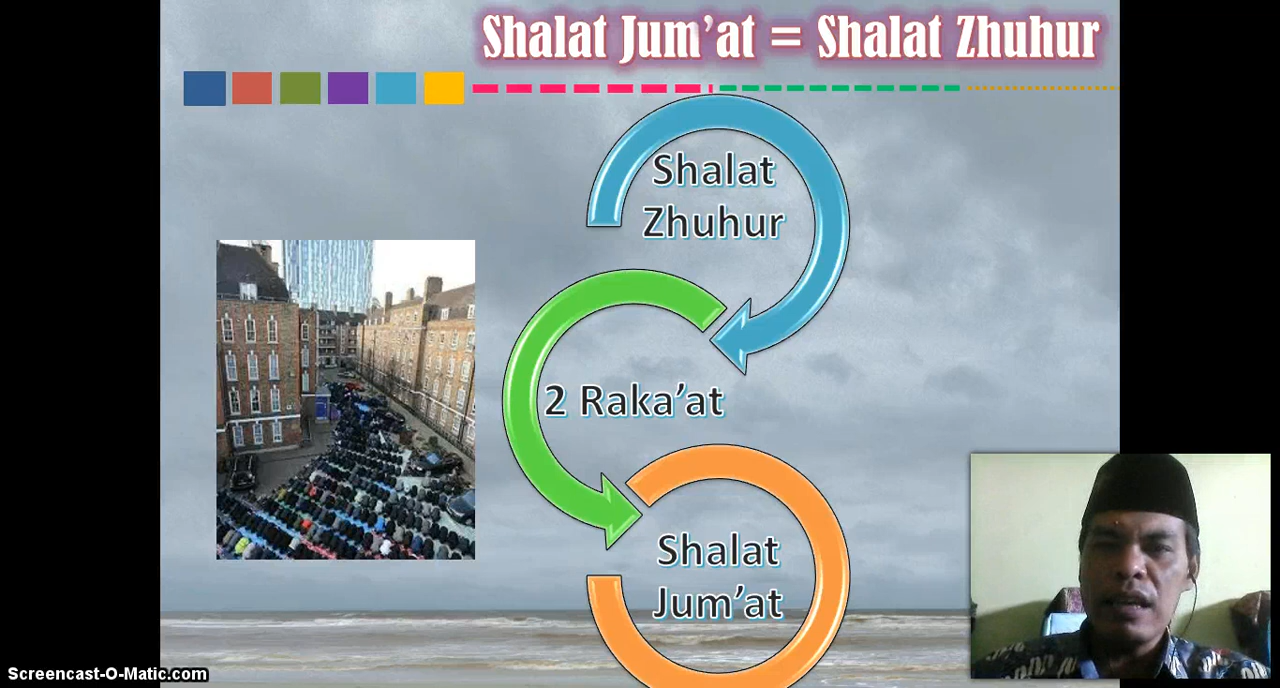 Shalat Jum’at = Shalat Zhuhur
Shalat
Zhuhur
2 Raka’at
Shalat
Jum’at
Screencast-O-Matic.com